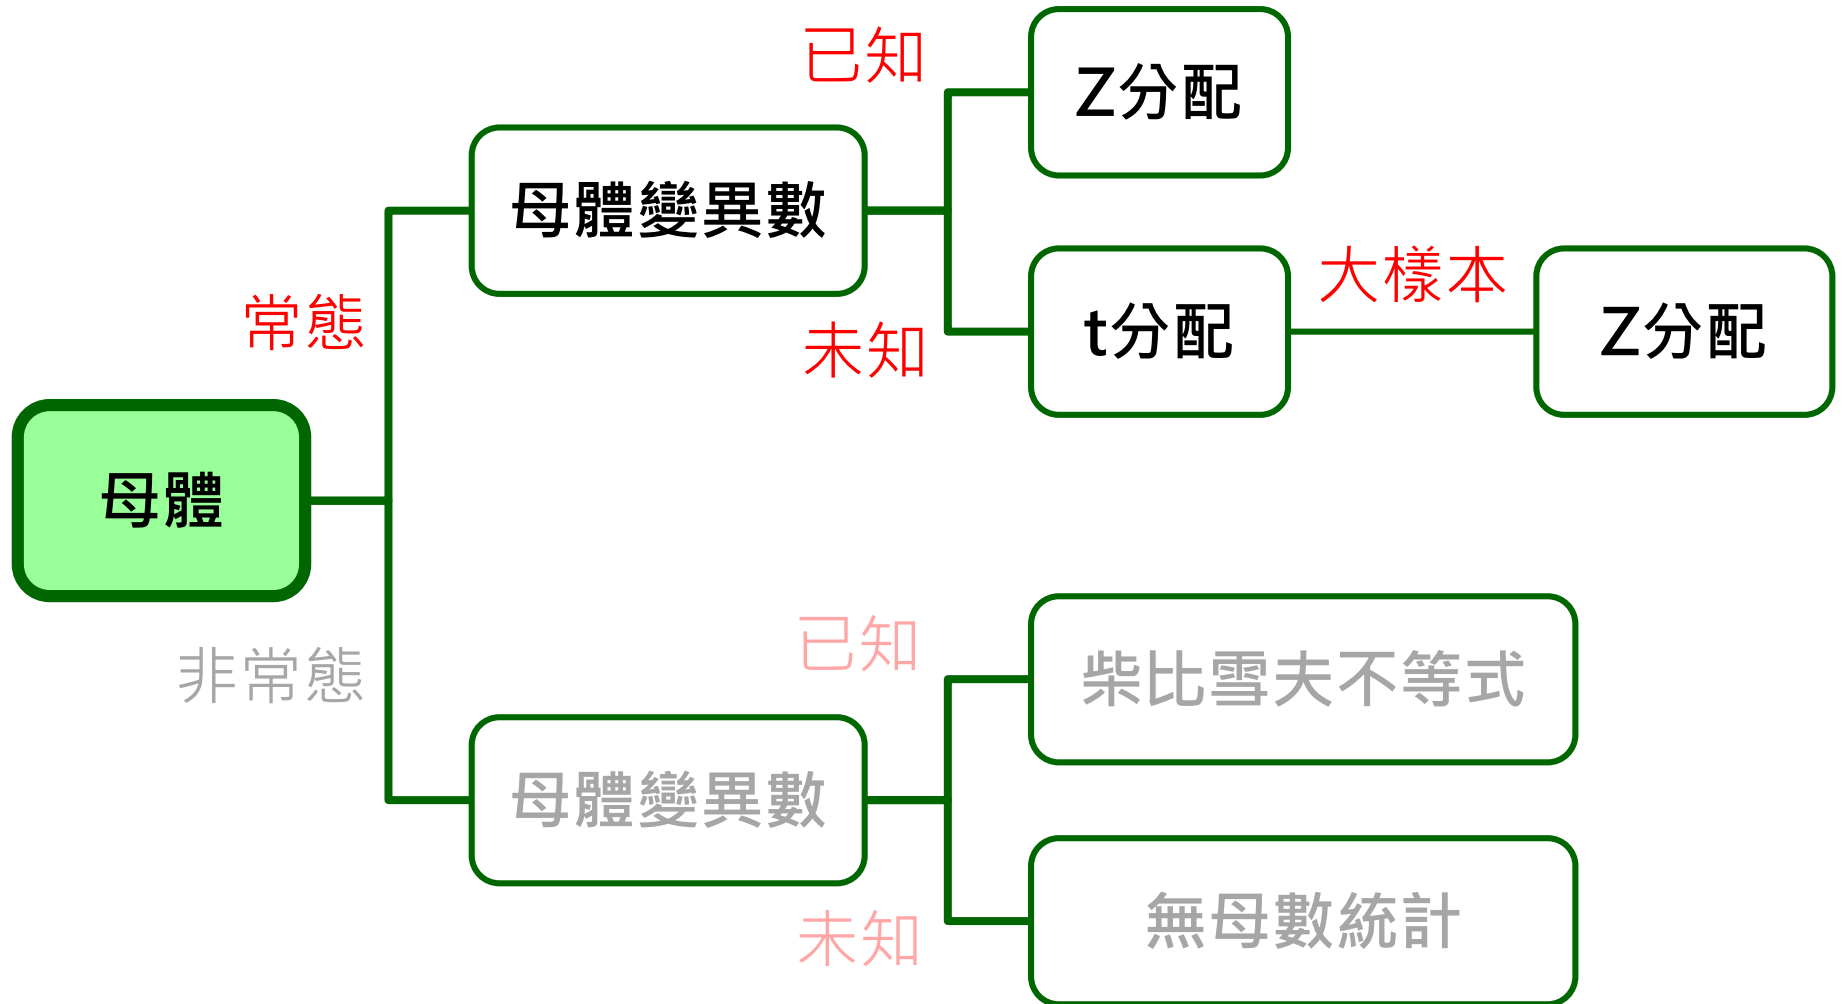 已知
Z分配
母體變異數
常態
未知
t分配
大樣本
Z分配
母體
非常態
已知
柴比雪夫不等式
母體變異數
未知
無母數統計